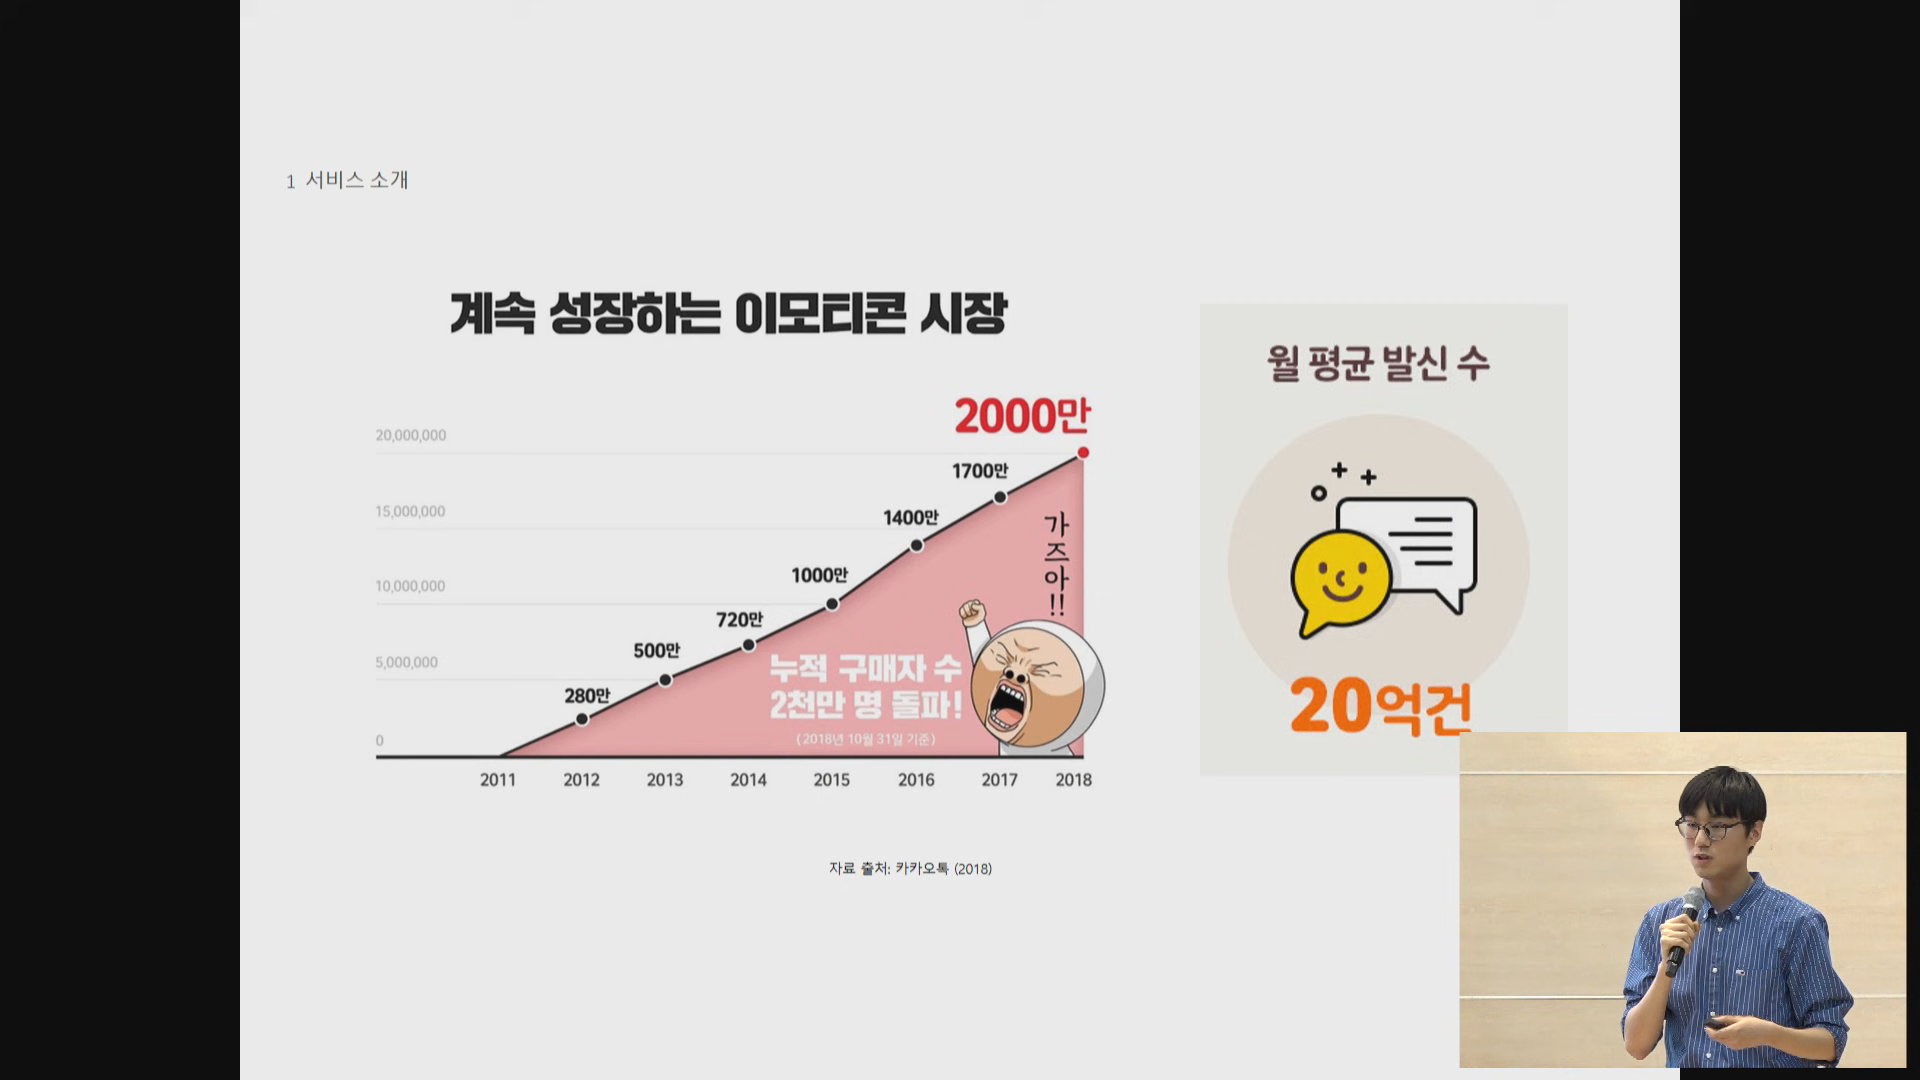 1 서비스 소개
계속 성장하는 이모티콘 시장
2000만
20,000,000
1700만
15,000,000
1400만
가즈아!!
10,000,000
1000만
720만
5,000,000
500만
280만
누적 구매자 수
2천만 명 돌파!
(2018년 10월 31일 기준)
0
2011 2012 2013 2014 2015 2016 2017 2018
월 평균 발신 수
20억건
자료 출처: 카카오톡 (2018)